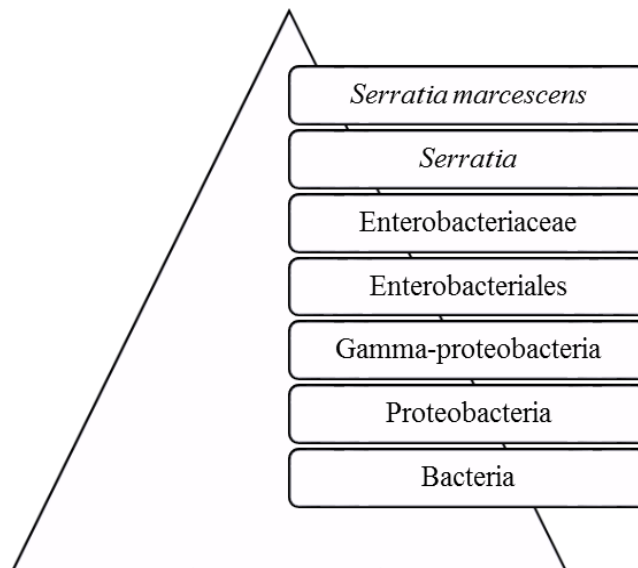 Serratia marcescens
Serratia
Enterobacteriaceae
Enterobacteriales
Gamma-proteobacteria
Proteobacteria
Bacteria